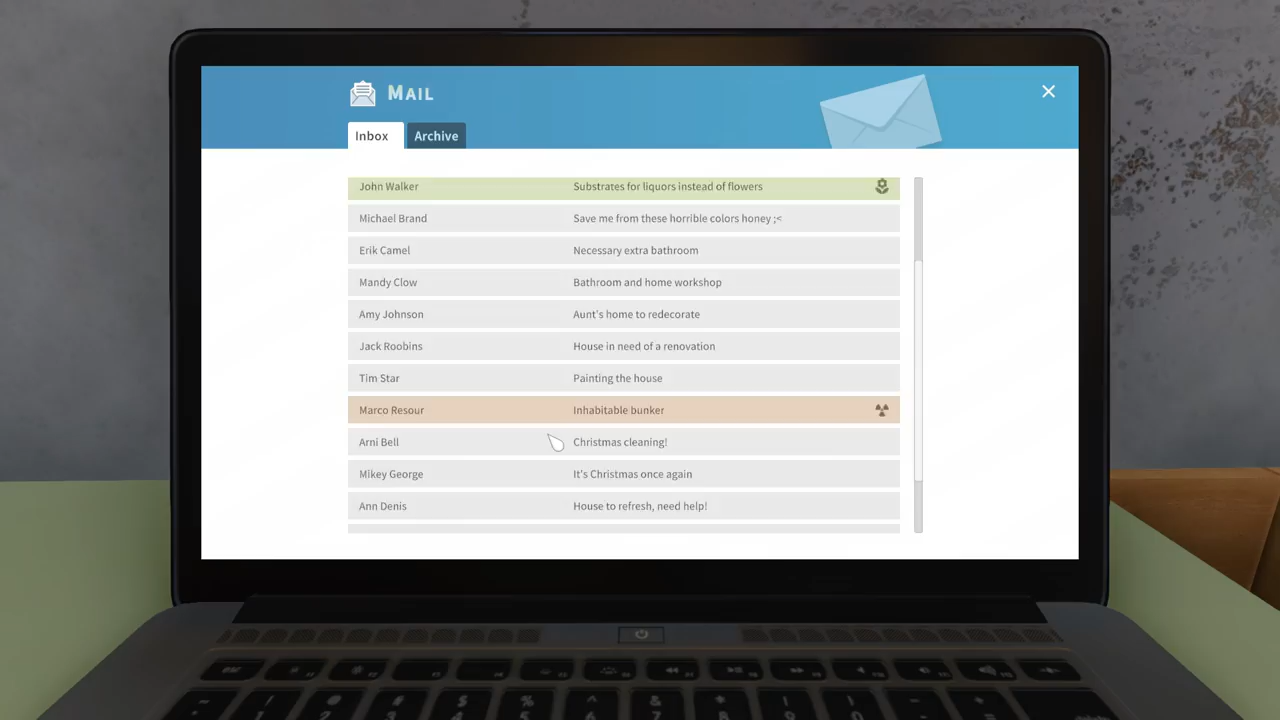 MAIL
Inbox Archive
John Walker Substrates for liquors instead of flowers
Michael Brand Save me from these horrible colors honey ;<
Erik Camel Necessary extra bathroom
Mandy Clow Bathroom and home workshop
Amy Johnson Aunt's home to redecorate
Jack Roobins House in need of a renovation
Tim Star Painting the house
Marco Resour Inhabitable bunker
Arni Bell Christmas cleaning!
Mikey George It's Christmas once again
Ann Denis House to refresh, need help!